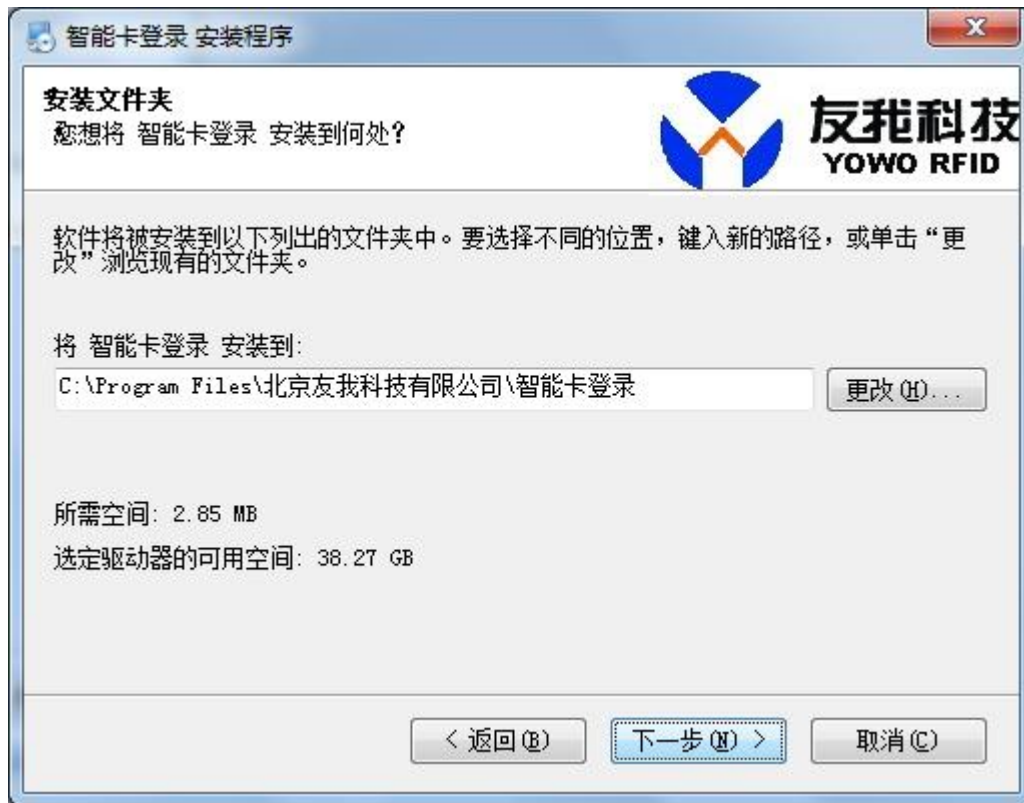 智能卡登录 安装程序
安装文件夹
您想将 智能卡登录 安装到何处?
友我科技
YOWO RFID
软件将被安装到以下列出的文件夹中。要选择不同的位置，键入新的路径，或单击“更
改”浏览现有的文件夹。
将 智能卡登录 安装到:
C:\Program Files\北京友我科技有限公司\智能卡登录
更改(H)...
所需空间: 2.85 MB
选定驱动器的可用空间: 38.27 GB
< 返回(B)
下一步(N) >
取消(C)